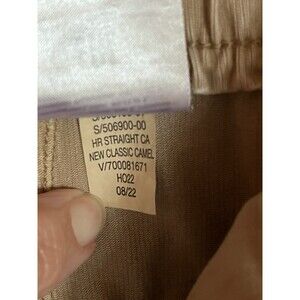 S/506900-00
HR STRAIGHT CA
NEW CLASSIC CAMEL
V/700081671
HO22
08/22